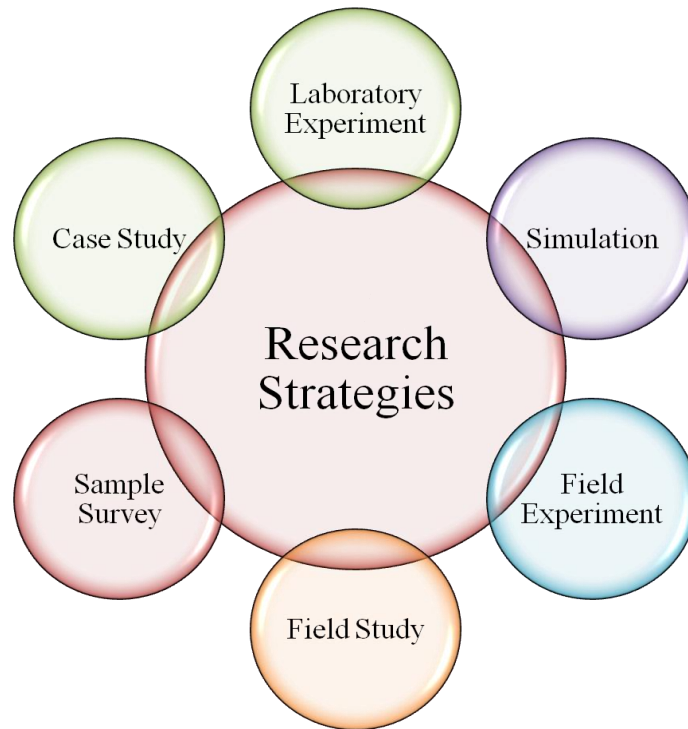 Laboratory
Experiment
Case Study
Simulation
Research
Strategies
Sample
Survey
Field
Experiment
Field Study